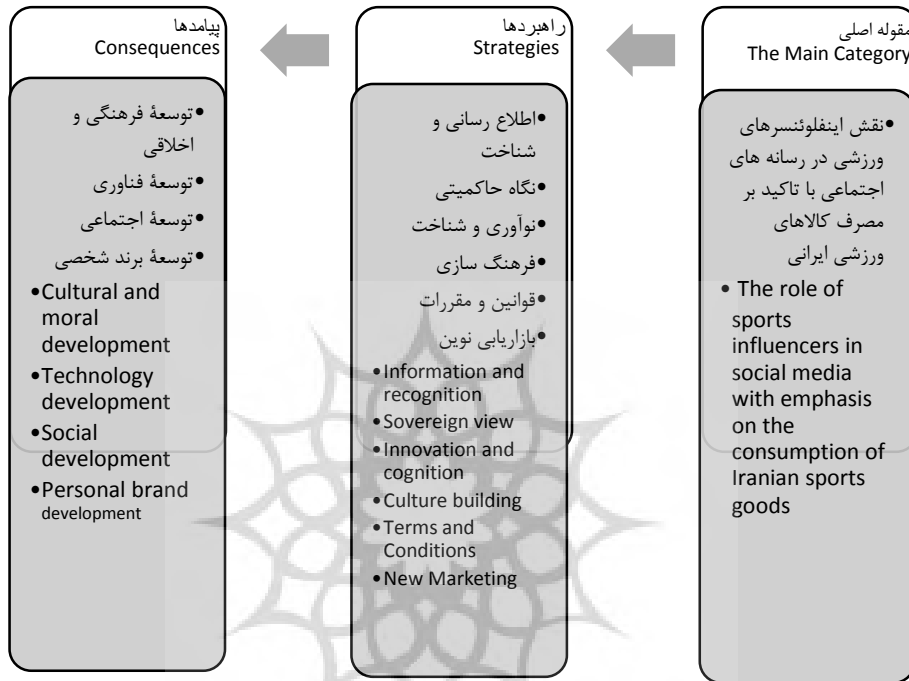 مقوله اصلی
The Main Category
•نقش اینفلوئنسرهای
ورزشی در رسانه های
اجتماعی با تاکید بر
مصرف کالاهای
ورزشی ایرانی
• The role of
sports
influencers in
social media
with emphasis
on the
consumption of
Iranian sports
goods
راهبردها
Strategies
•اطلاع رسانی و
شناخت
•نگاه حاکمیتی
•نوآوری و شناخت
•فرهنگ سازی
•قوانین و مقررات
•بازاریابی نوین
•Information and
recognition
•Sovereign view
•Innovation and
cognition
•Culture building
•Terms and
Conditions
•New Marketing
پیامدها
Consequences
•توسعۀ فرهنگی و
اخلاقی
•توسعۀ فناوری
•توسعۀ اجتماعی
•توسعۀ برند شخصی
•Cultural and
moral
development
•Technology
development
•Social
development
•Personal brand
development